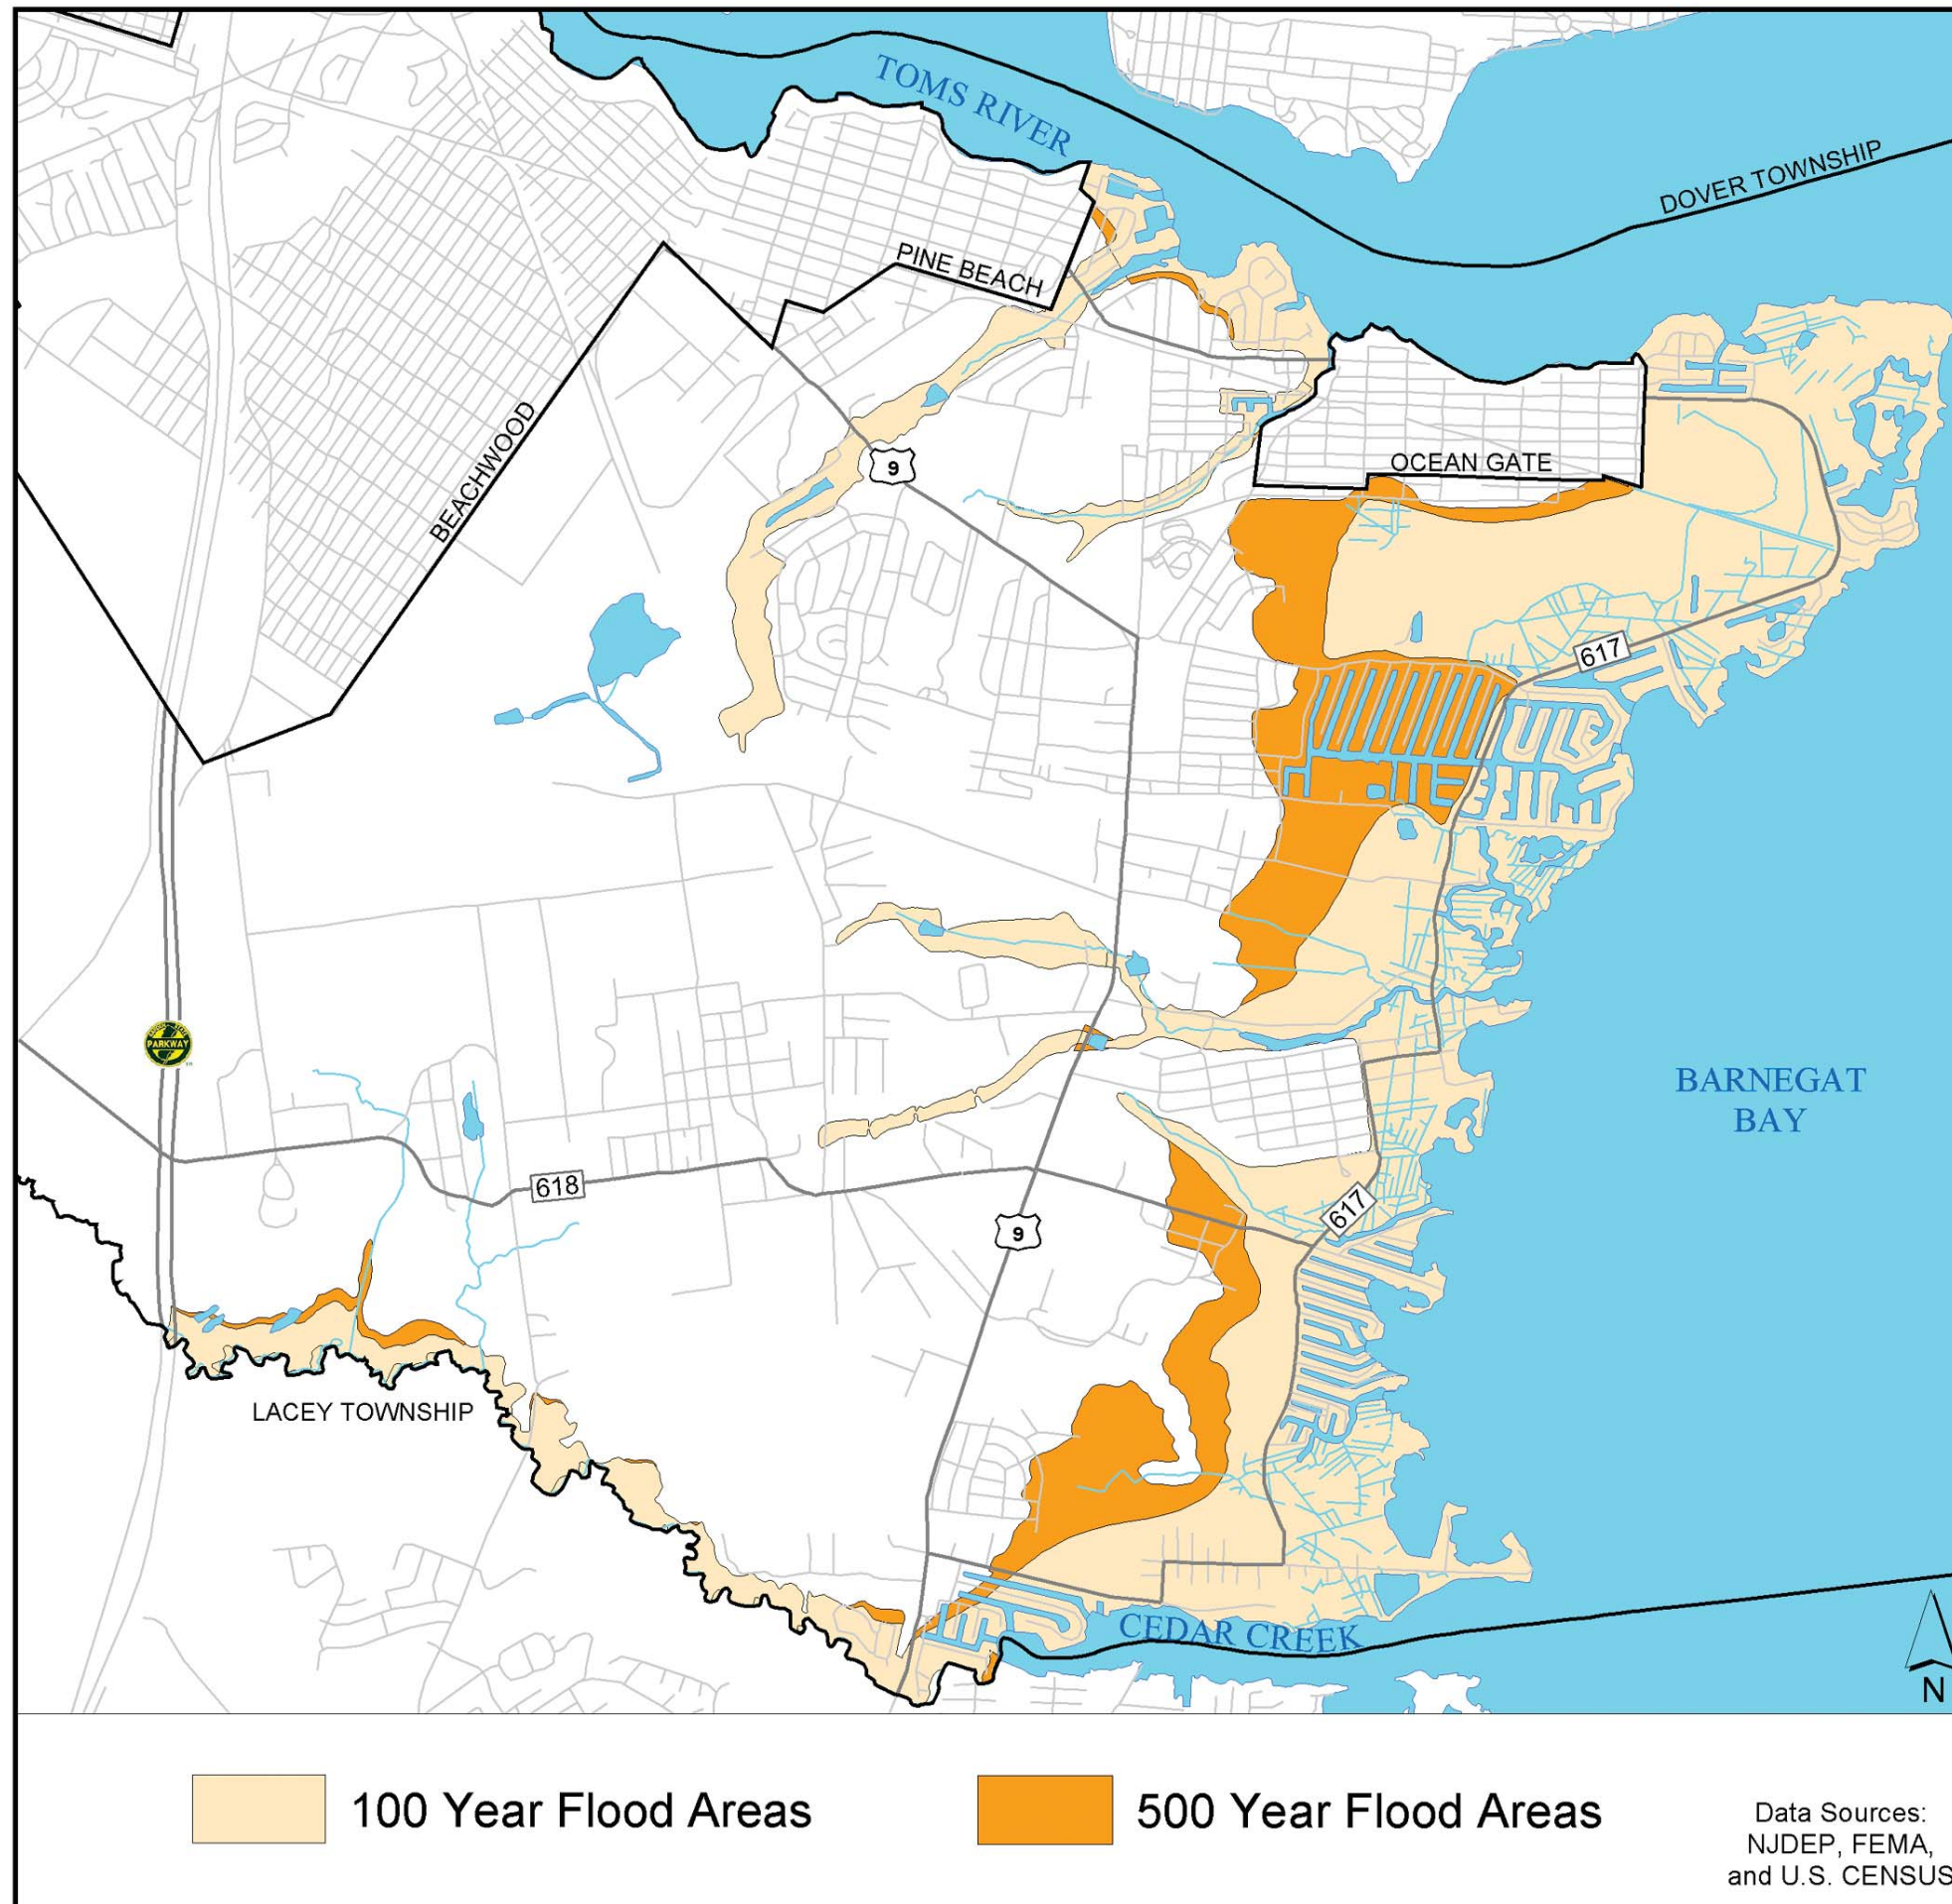 TOMS RIVER
DOVER TOWNSHIP
PINE BEACH
BEACHWOOD
9
OCEAN GATE
617
PARKWAY
BARNEGAT
BAY
618
617
9
LACEY TOWNSHIP
CEDAR CREEK
N
100 Year Flood Areas
500 Year Flood Areas
Data Sources:
NJDEP, FEMA,
and U.S. CENSUS